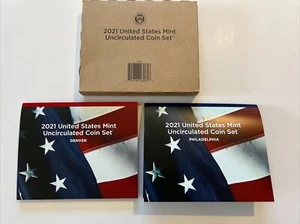 2021 United States Mint
Uncirculated Coin Set®
2021 United States Mint
Uncirculated Coin Set®
DENVER
2021 United States Mint
Uncirculated Coin Set®
PHILADELPHIA